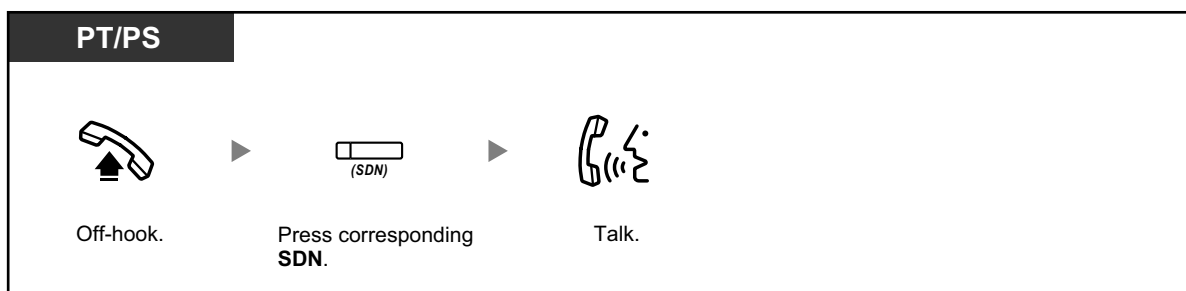 PT/PS
(SDN)
Off-hook.
Press corresponding
SDN.
Talk.